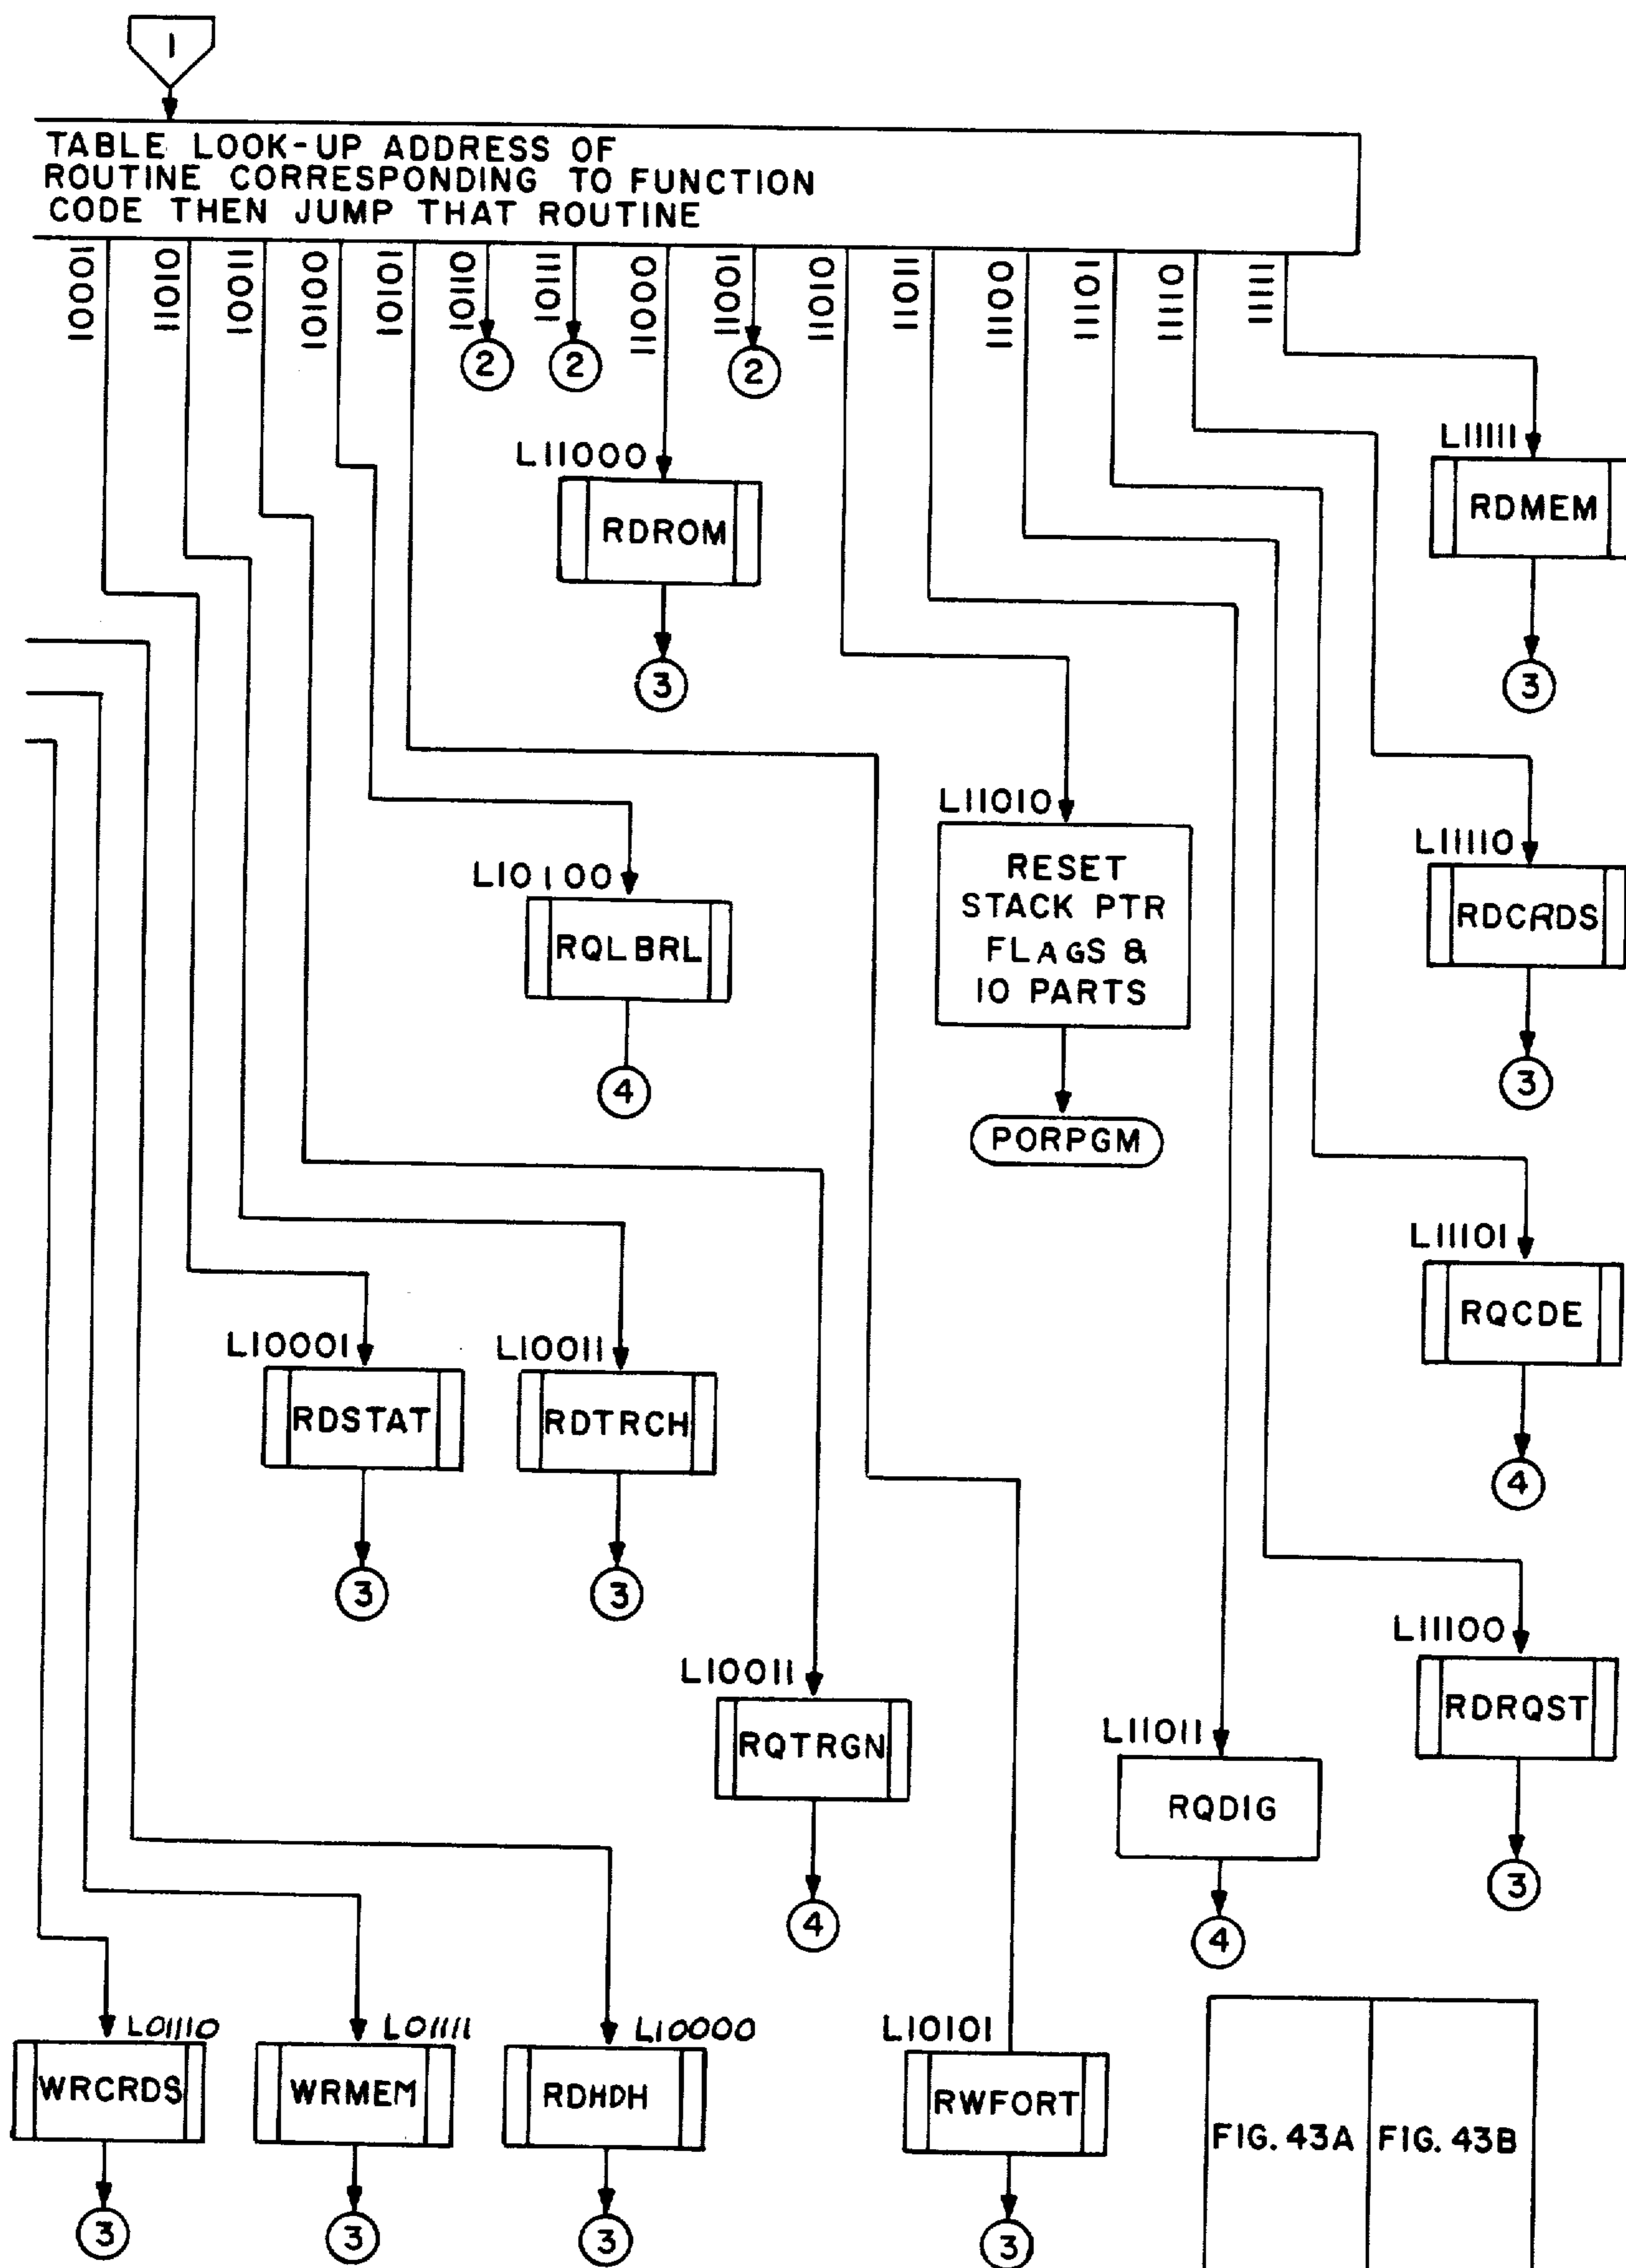 1
TABLE LOOK-UP ADDRESS OF
ROUTINE CORRESPONDING TO FUNCTION
CODE THEN JUMP THAT ROUTINE
10001
11010
10011
10100
10101
10110
10111
11000
11001
11010
11011
11100
11101
11110
11111
2
2
2
L11000
RDROM
3
L11111
RDMEM
3
L11010
RESET
STACK PTR
FLAGS &
IO PARTS
PORPGM
L11110
RDCRDS
3
L10100
RQLBRL
4
L11101
RQCDE
4
L10001
RDSTAT
3
L10011
RDTRCH
3
L11100
RDRQST
3
L10011
RQTRGN
4
L11011
RQDIG
4
L01110
WRCRDS
3
L01111
WRMEM
3
L10000
RDHDH
3
L10101
RWFORT
3
FIG. 43A
FIG. 43B